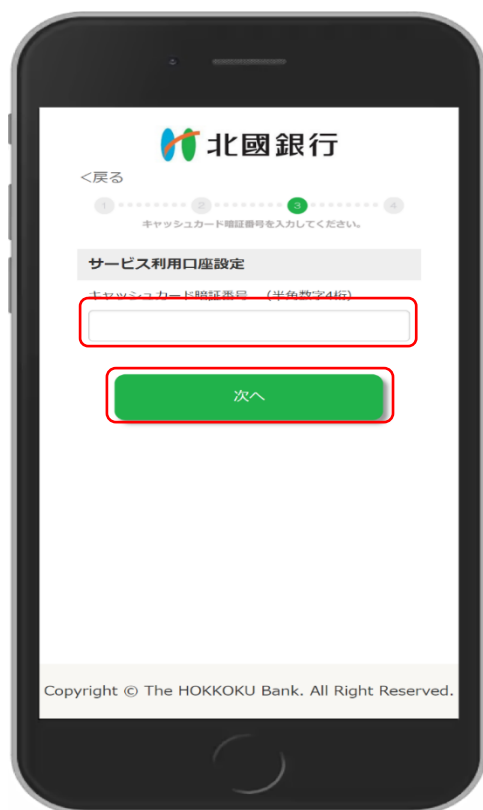 北國銀行
<戻る
1 2 3 4
キャッシュカード暗証番号を入力してください。
サービス利用口座設定
キャッシュカード暗証番号 (半角数字4桁)
次へ
Copyright © The HOKKOKU Bank. All Right Reserved.